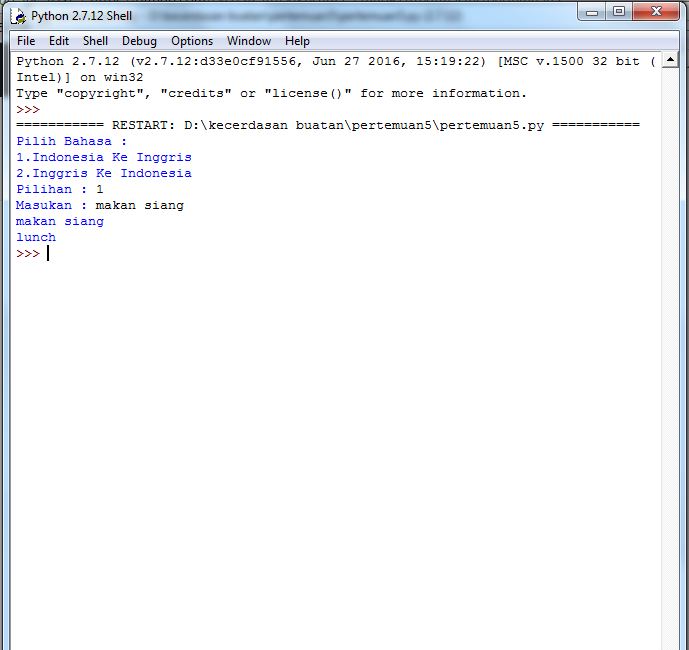 Python 2.7.12 Shell
File Edit Shell Debug Options Window Help
Python 2.7.12 (v2.7.12:d33e0cf91556, Jun 27 2016, 15:19:22) [MSC v.1500 32 bit (
Intel)] on win32
Type "copyright", "credits" or "license()" for more information.
>>>
=========== RESTART: D:\kecerdasan buatan\pertemuan5\pertemuan5.py ===========
Pilih Bahasa :
1.Indonesia Ke Inggris
2.Inggris Ke Indonesia
Pilihan : 1
Masukan : makan siang
makan siang
lunch
>>>